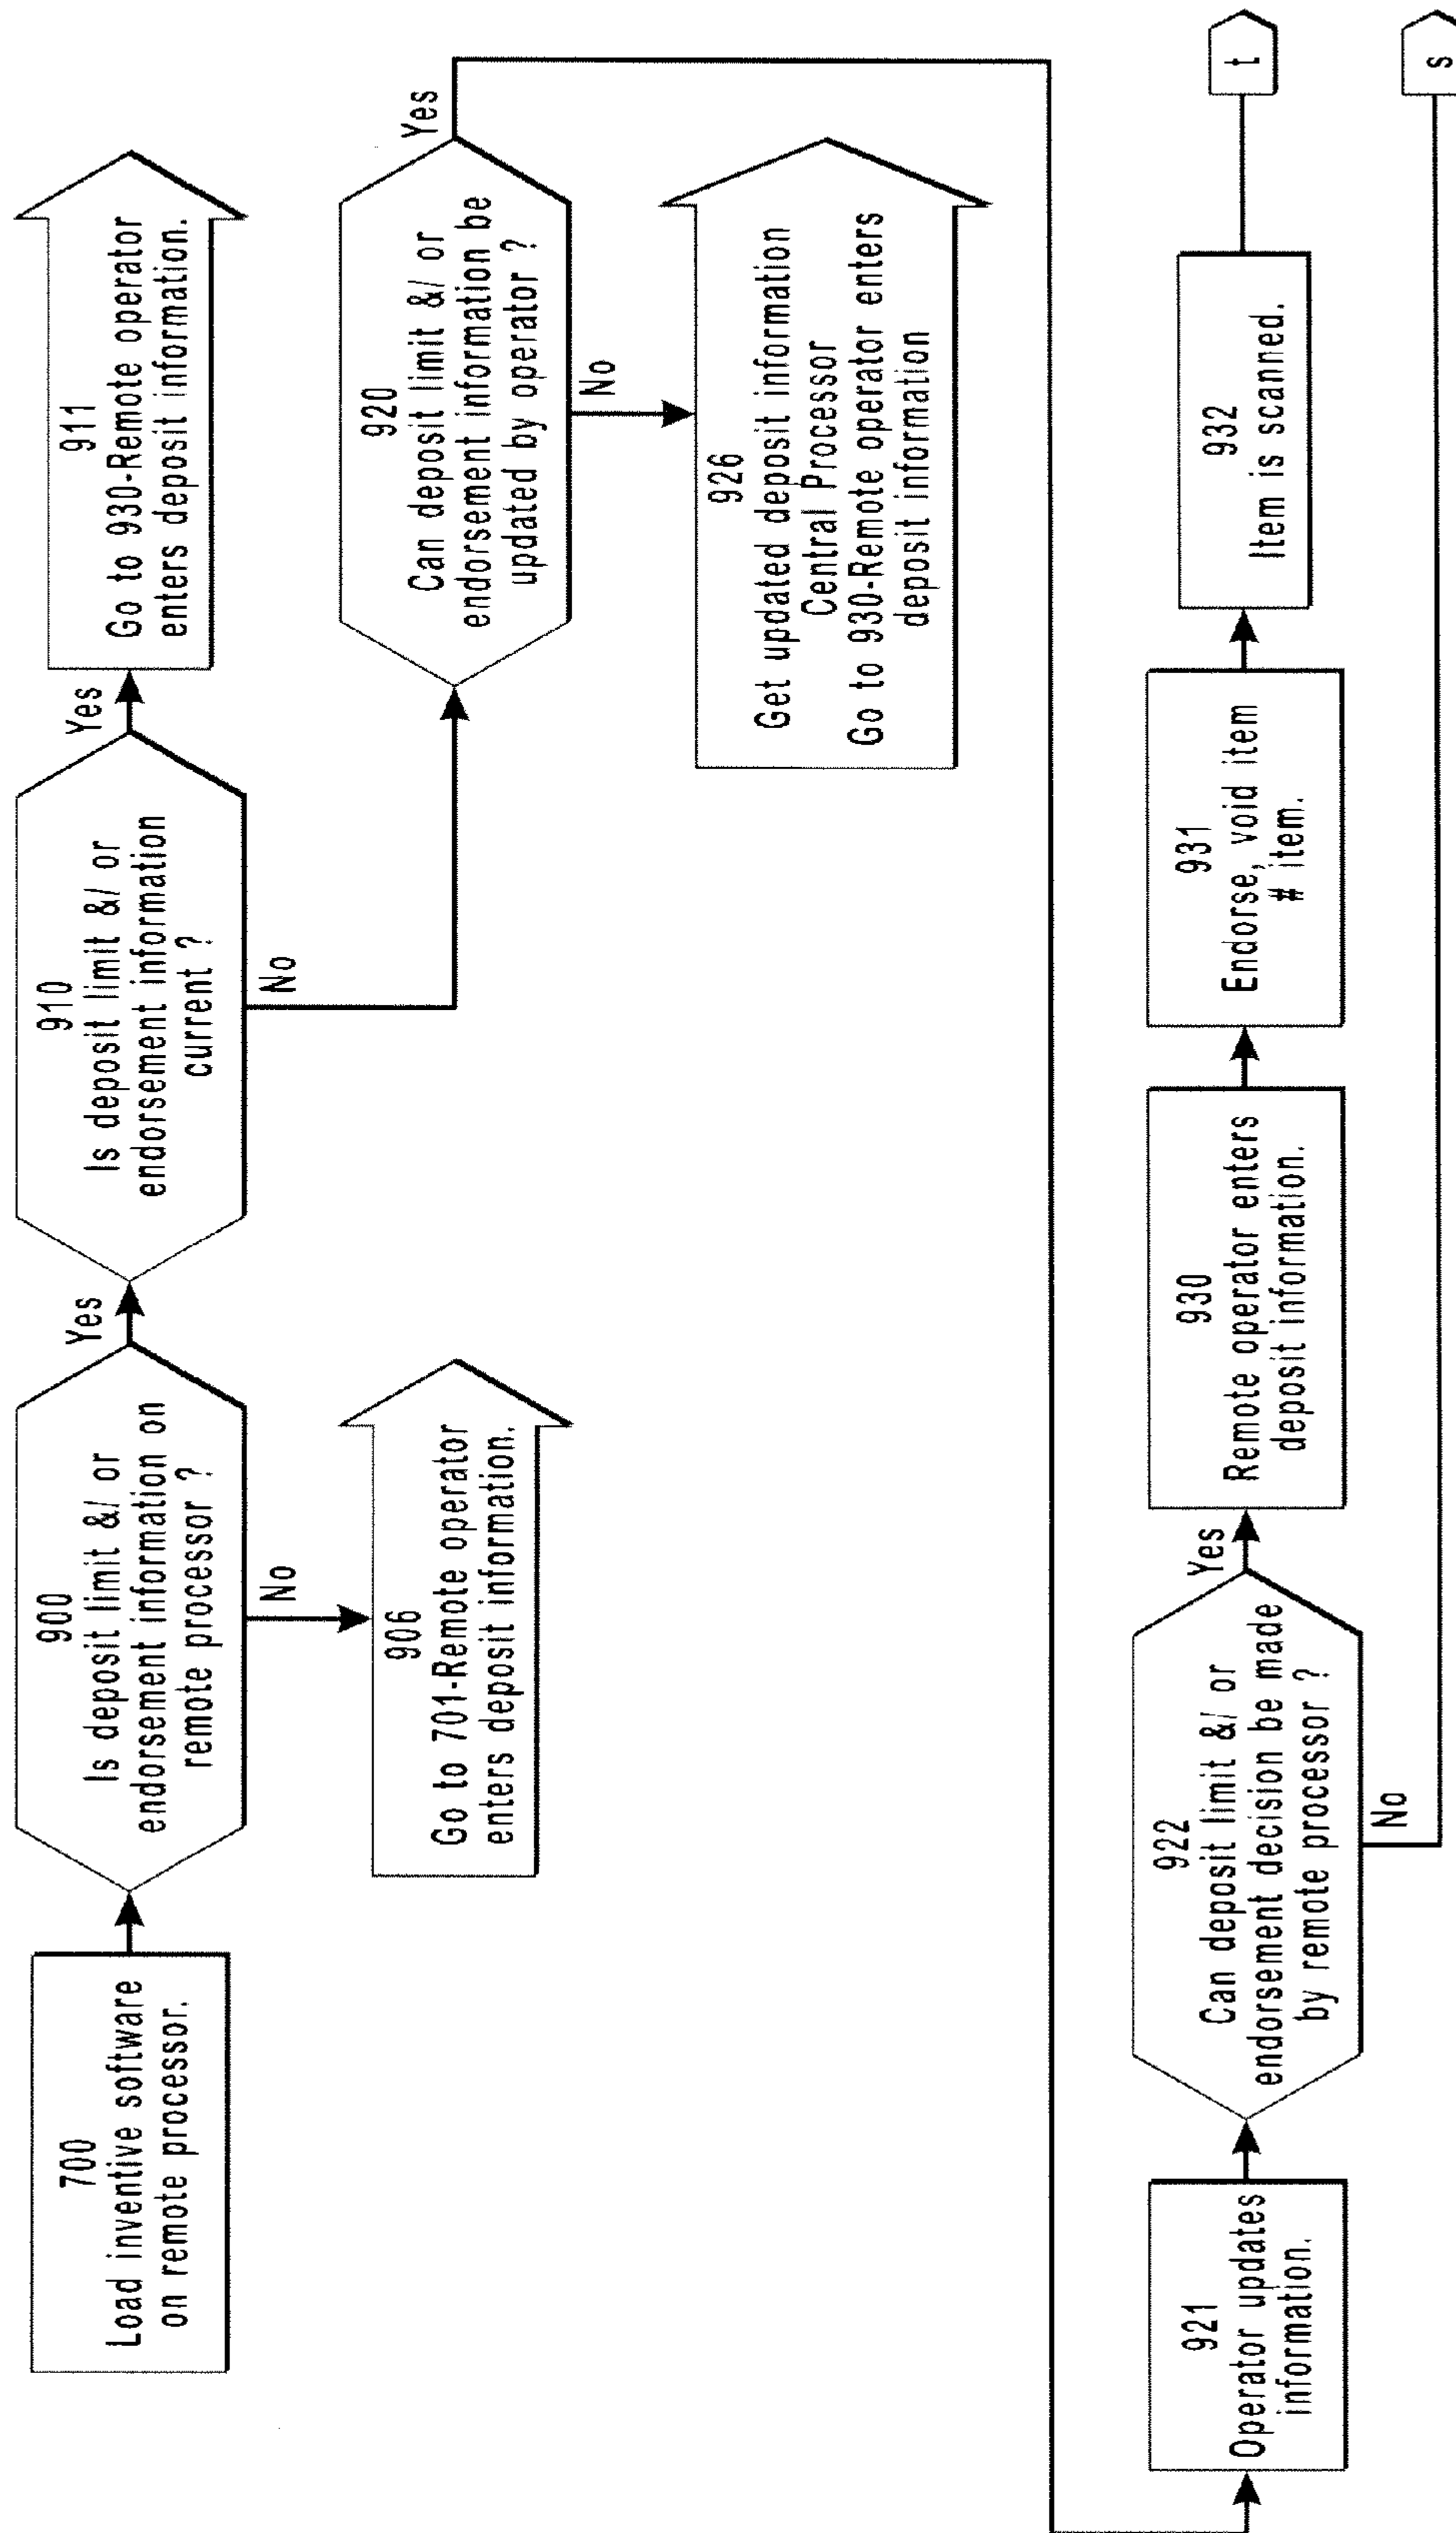 700
Load inventive software
on remote processor.
900
Is deposit limit &/ or
endorsement information on
remote processor ?
Yes
No
906
Go to 701-Remote operator
enters deposit information.
910
Is deposit limit &/ or
endorsement information
current ?
Yes
No
911
Go to 930-Remote operator
enters deposit information.
920
Can deposit limit &/ or
endorsement information be
updated by operator ?
Yes
No
926
Get updated deposit information
Central Processor
Go to 930-Remote operator enters
deposit information
921
Operator updates
information.
922
Can deposit limit &/ or
endorsement decision be made
by remote processor ?
Yes
No
930
Remote operator enters
deposit information.
931
Endorse, void item
# item.
932
Item is scanned.
t
s